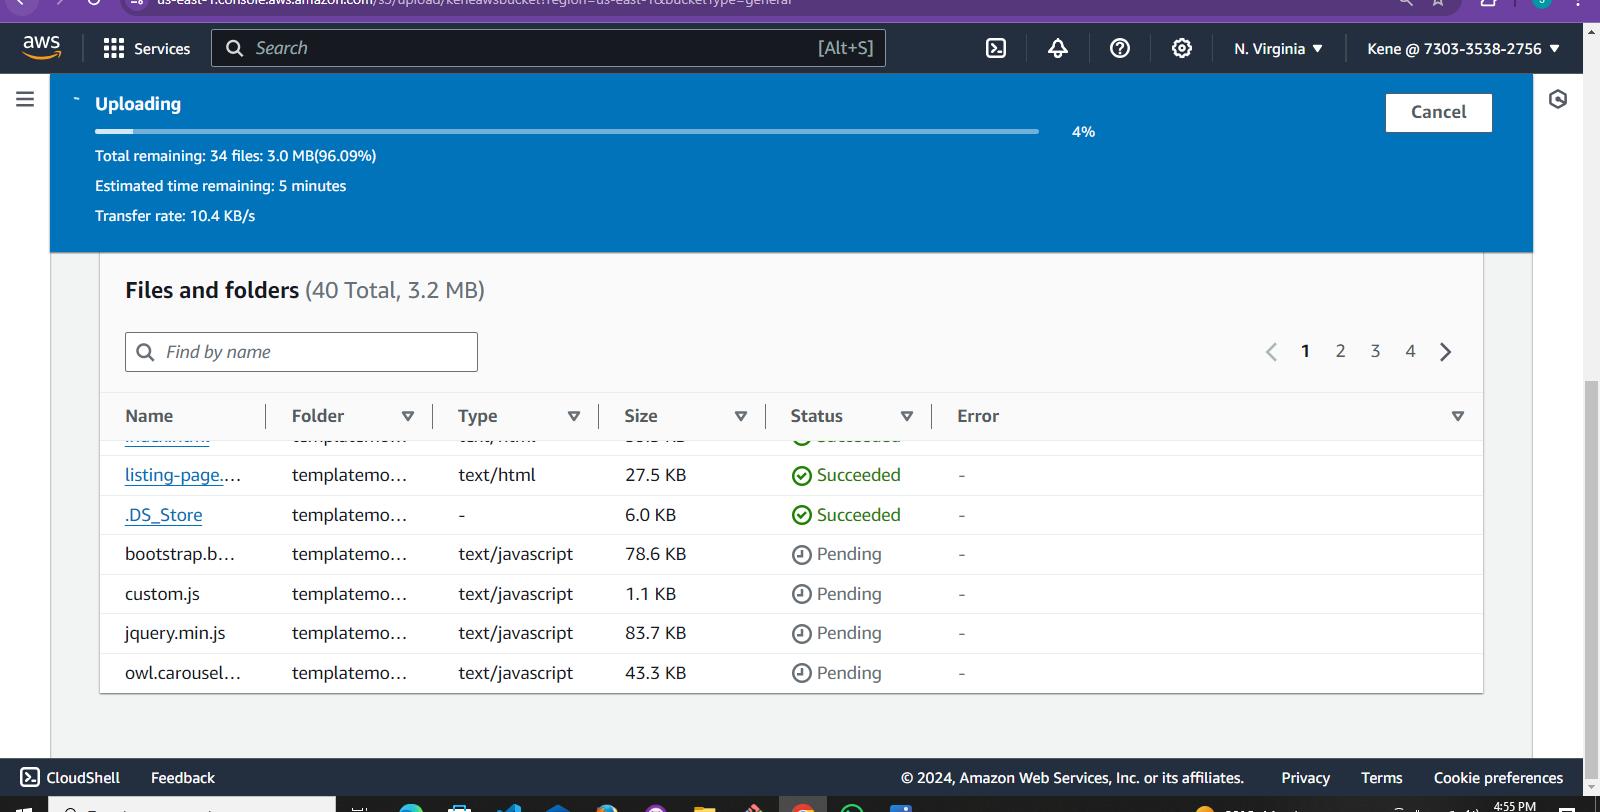 us-east-1.console.aws.amazon.com/s3/upload/keneawsbucket?region=us-east-1&bucketType=general
aws
Services
Search
[Alt+S]
N. Virginia
Kene @ 7303-3538-2756
Uploading
Cancel
4%
Total remaining: 34 files: 3.0 MB(96.09%)
Estimated time remaining: 5 minutes
Transfer rate: 10.4 KB/s
Files and folders (40 Total, 3.2 MB)
Find by name
1 2 3 4
Name Folder Type Size Status Error
index.html templatemo... text/html Succeeded
listing-page.... templatemo... text/html 27.5 KB Succeeded -
.DS_Store templatemo... - 6.0 KB Succeeded -
bootstrap.b... templatemo... text/javascript 78.6 KB Pending -
custom.js templatemo... text/javascript 1.1 KB Pending -
jquery.min.js templatemo... text/javascript 83.7 KB Pending -
owl.carousel... templatemo... text/javascript 43.3 KB Pending -
CloudShell Feedback © 2024, Amazon Web Services, Inc. or its affiliates. Privacy Terms Cookie preferences
4:55 PM